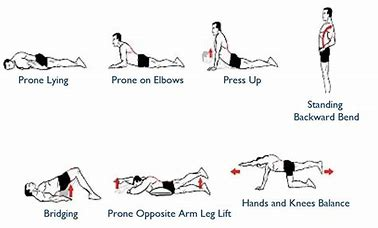 Prone Lying
Prone on Elbows
Press Up
Standing
Backward Bend
Bridging
Prone Opposite Arm Leg Lift
Hands and Knees Balance